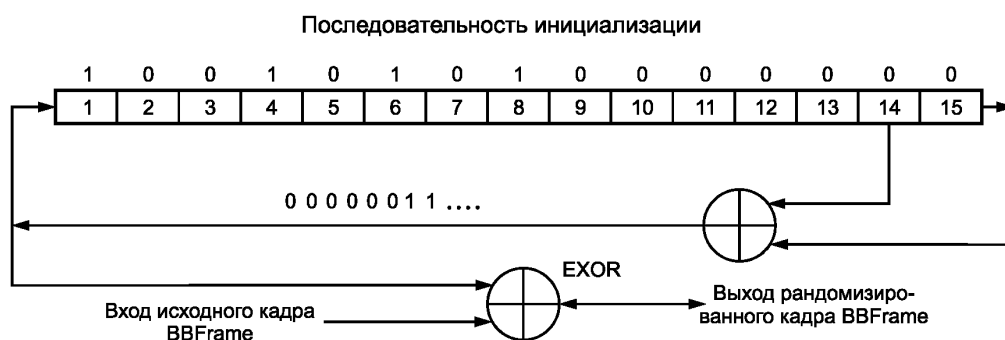 Последовательность инициализации
1 0 0 1 0 1 0 1 0 0 0 0 0 0 0
1 2 3 4 5 6 7 8 9 10 11 12 13 14 15
0 0 0 0 0 0 1 1 ....
EXOR
Вход исходного кадра
BBFrame
Выход рандомизиро-
ванного кадра BBFrame